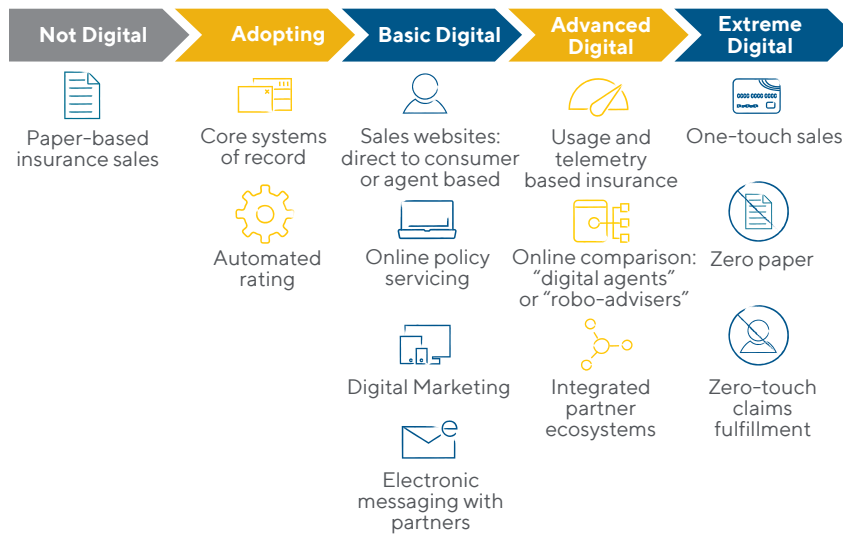 Not Digital
Adopting
Basic Digital
Advanced
Digital
Extreme
Digital
Paper-based
insurance sales
Core systems
of record
Automated
rating
Sales websites:
direct to consumer
or agent based
Online policy
servicing
Digital Marketing
e
Electronic
messaging with
partners
Usage and
telemetry
based insurance
Online comparison:
“digital agents”
or “robo-advisers”
Integrated
partner
ecosystems
0000 0000 0000
One-touch sales
Zero paper
Zero-touch
claims
fulfillment